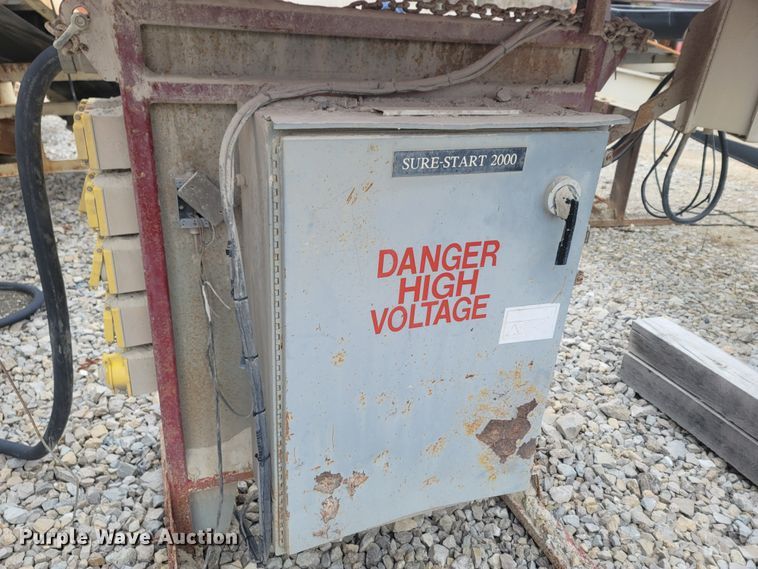 SURE-START 2000
DANGER
HIGH
VOLTAGE
Purple Wave Auction